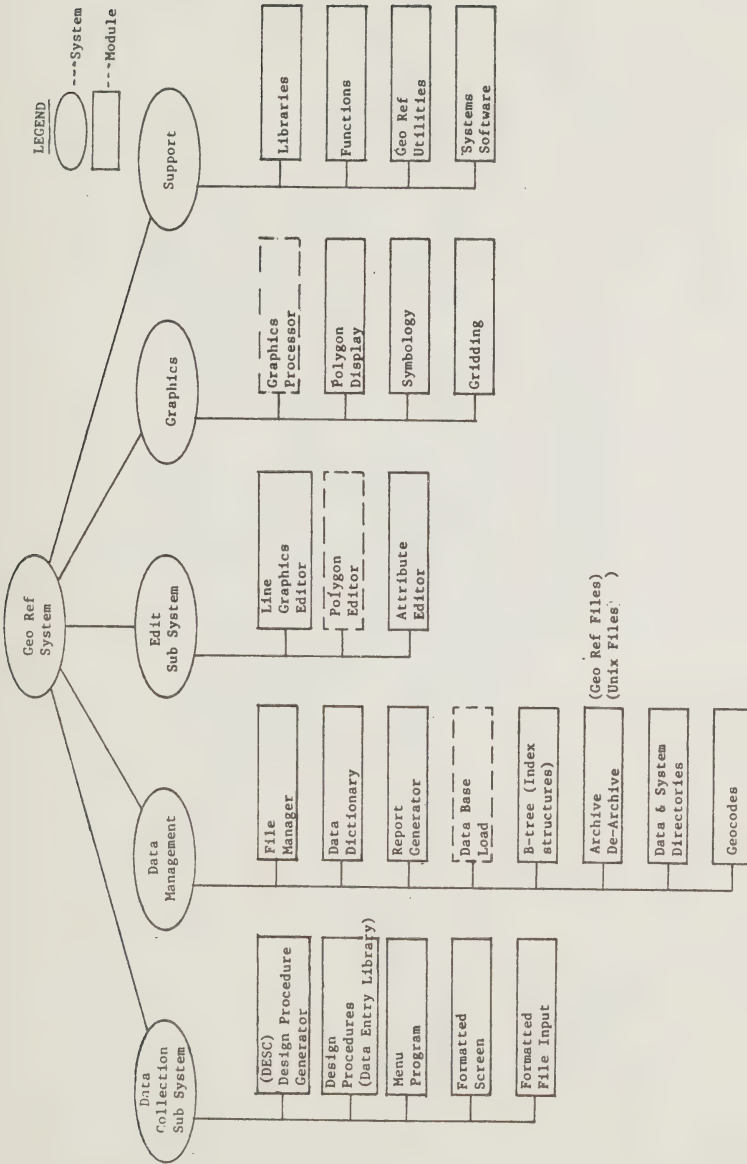 LEGEND
---System
---Module
Geo Ref
System
Data
Collection
Sub System
Data
Management
Edit
Sub System
Graphics
Support
(DESC)
Design Procedure
Generator
Design
Procedures
(Data Entry Library)
Menu
Program
Formatted
Screen
Formatted
File Input
File
Manager
Data
Dictionary
Report
Generator
Data Base
Load
B-tree (Index
structures)
Archive
De-Archive
(Geo Ref Files)
(Unix Files )
Data & System
Directories
Geocodes
Line
Graphics
Editor
Polygon
Editor
Attribute
Editor
Graphics
Processor
Polygon
Display
Symbology
Gridding
Libraries
Functions
Geo Ref
Utilities
Systems
Software